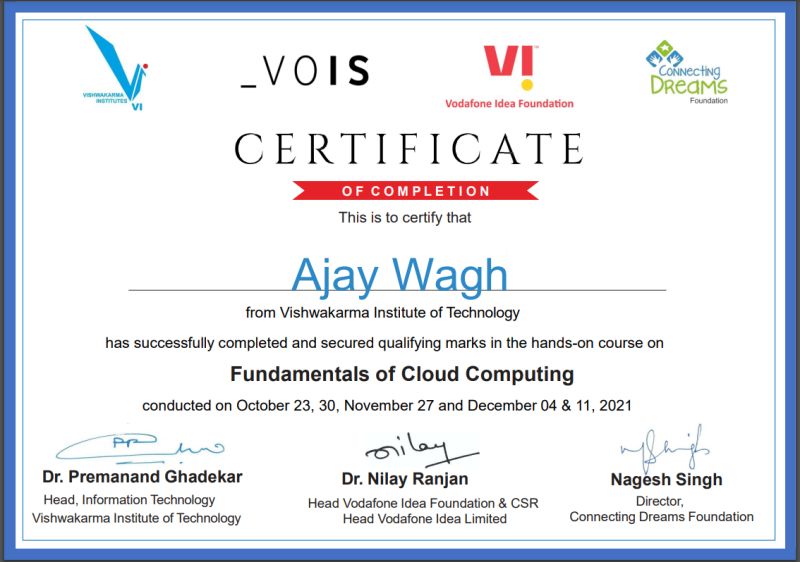 VISHWAKARMA
INSTITUTES
VI
_VOIS
VI™
Vodafone Idea Foundation
Connecting
Dreams
Foundation
CERTIFICATE
OF COMPLETION
This is to certify that
Ajay Wagh
from Vishwakarma Institute of Technology
has successfully completed and secured qualifying marks in the hands-on course on
Fundamentals of Cloud Computing
conducted on October 23, 30, November 27 and December 04 & 11, 2021
Nilay
Dr. Premanand Ghadekar
Head, Information Technology
Vishwakarma Institute of Technology
Dr. Nilay Ranjan
Head Vodafone Idea Foundation & CSR
Head Vodafone Idea Limited
Nagesh Singh
Director,
Connecting Dreams Foundation